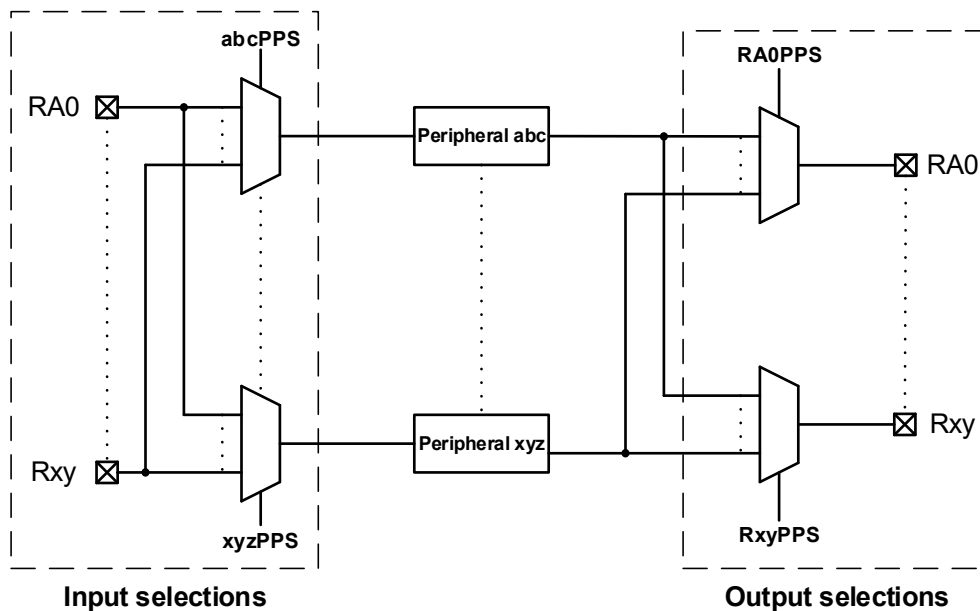 abcPPS
RA0PPS
RA0
Peripheral abc
RA0
Peripheral xyz
Rxy
Rxy
xyzPPS
RxyPPS
Input selections
Output selections